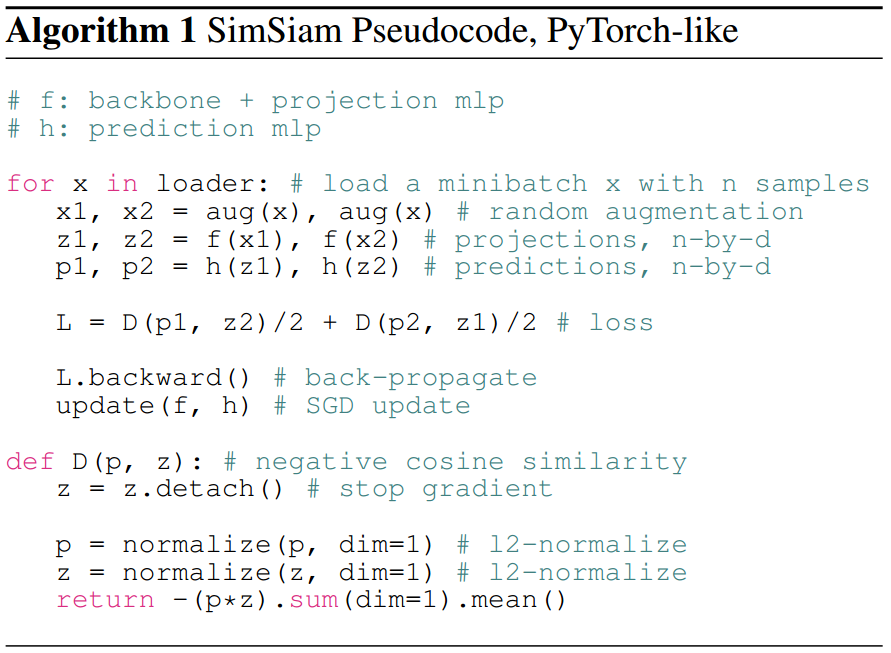 Algorithm 1 SimSiam Pseudocode, PyTorch-like
# f: backbone + projection mlp
# h: prediction mlp
for x in loader: # load a minibatch x with n samples
x1, x2 = aug(x), aug(x) # random augmentation
z1, z2 = f(x1), f(x2) # projections, n-by-d
p1, p2 = h(z1), h(z2) # predictions, n-by-d
L = D(p1, z2)/2 + D(p2, z1)/2 # loss
L.backward() # back-propagate
update(f, h) # SGD update
def D(p, z): # negative cosine similarity
z = z.detach() # stop gradient
p = normalize(p, dim=1) # l2-normalize
z = normalize(z, dim=1) # l2-normalize
return -(p*z).sum(dim=1).mean()